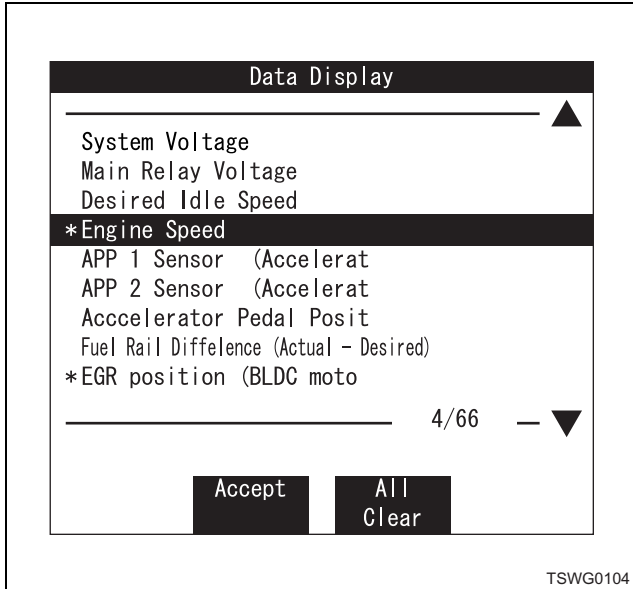 Data Display
System Voltage
Main Relay Voltage
Desired Idle Speed
*Engine Speed
APP 1 Sensor (Accelerat
APP 2 Sensor (Accelerat
Acccelerator Pedal Posit
Fuel Rail Diffelence (Actual - Desired)
*EGR position (BLDC moto
4/66
Accept
All
Clear
TSWG0104